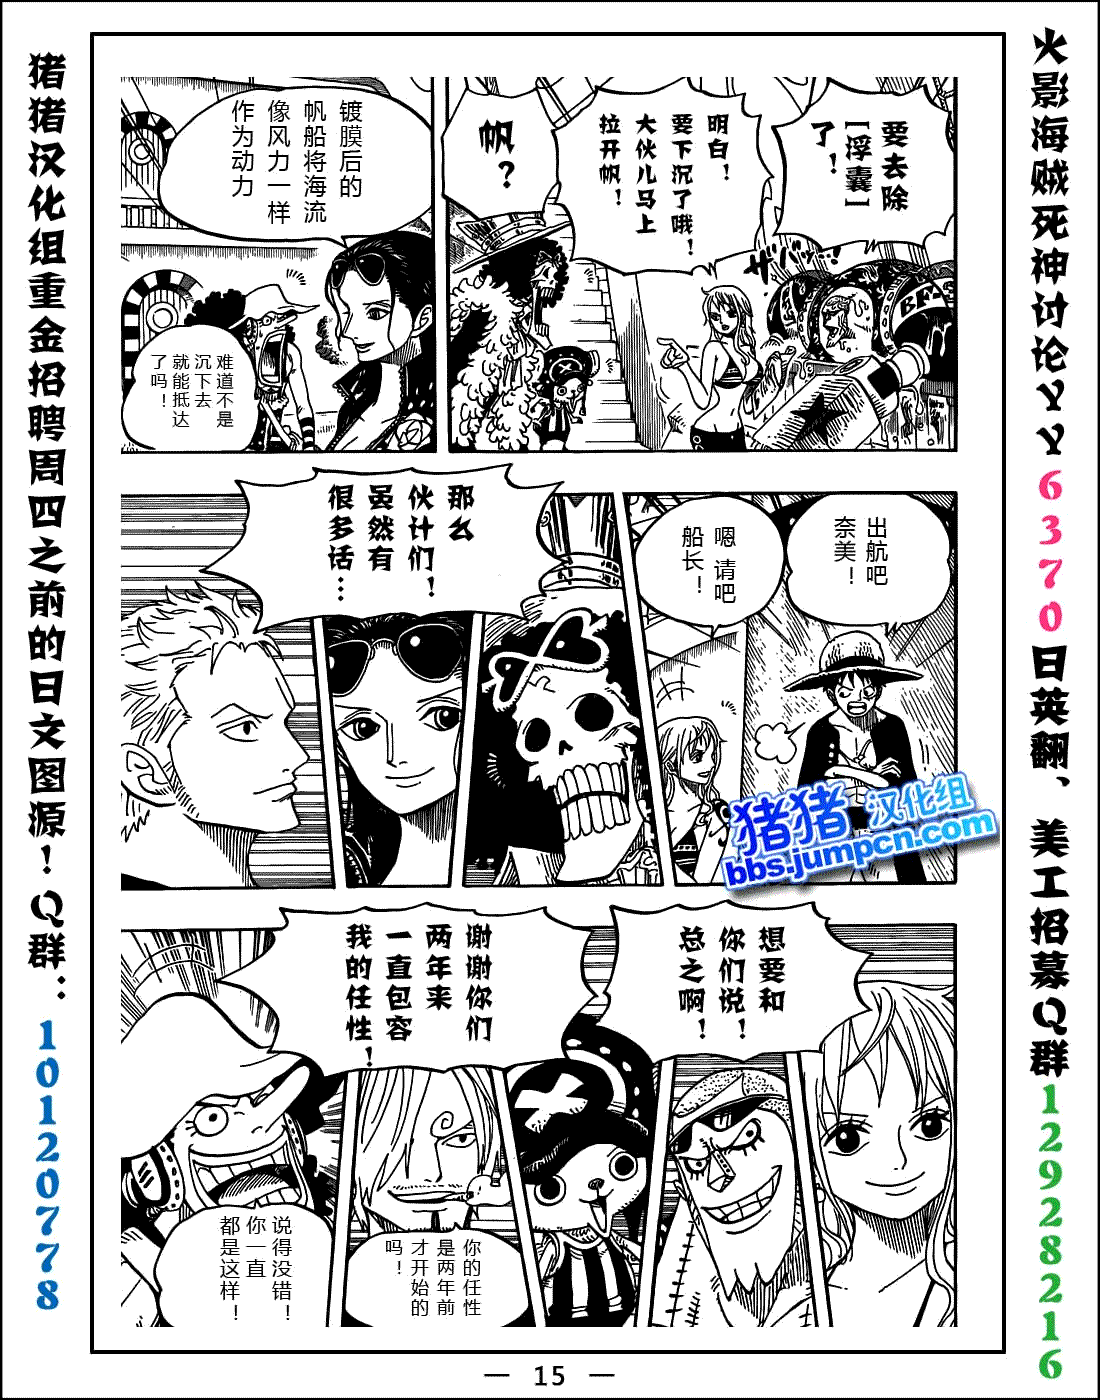 火影海贼死神讨论YY6370日英翻、美工招募Q群129282166
要去除
【浮囊】
了！
明白！
要下沉了哦！
大伙儿马上
拉开帆！
帆？
BF-3
镀膜后的
帆船将海流
像风力一样
作为动力
难道不是
沉下去
就能抵达
了吗！
出航吧
奈美！
嗯 请吧
船长！
那么
伙计们！
虽然有
很多话…
猪猪汉化组
bbs.jumpcn.com
想要和
你们说！
总之啊！
谢谢你们
两年来
一直包容
我的任性！
你的任性
是两年前
才开始的
吗！
说得没错！
你一直
都是这样！
猪猪汉化组重金招聘周四之前的日文图源！Q群：101207778
— 15 —